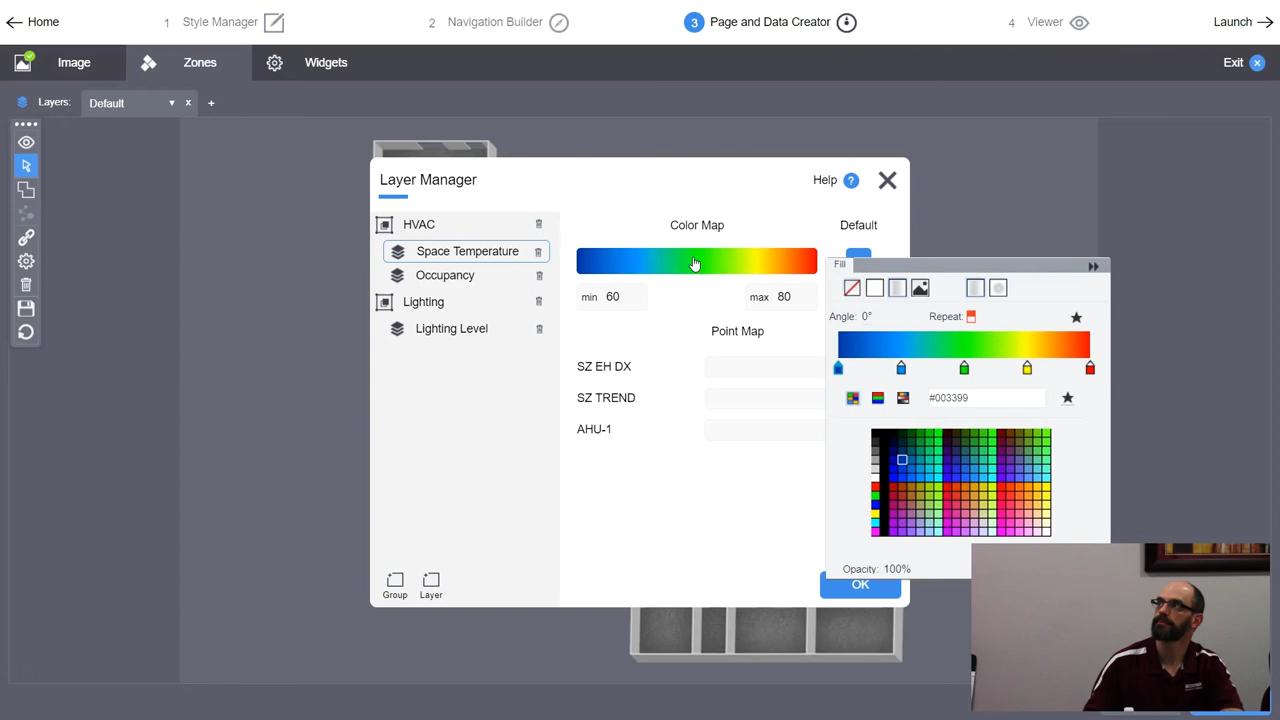 Home
1 Style Manager
2 Navigation Builder
3 Page and Data Creator
4 Viewer
Launch
Image
Zones
Widgets
Exit
Layers: Default x +
Layer Manager
Help ?
HVAC
Space Temperature
Occupancy
Lighting
Lighting Level
Color Map
Default
min 60
max 80
Point Map
SZ EH DX
SZ TREND
AHU-1
Fill
Angle: 0°
Repeat:
#003399
Opacity: 100%
Group
Layer
OK